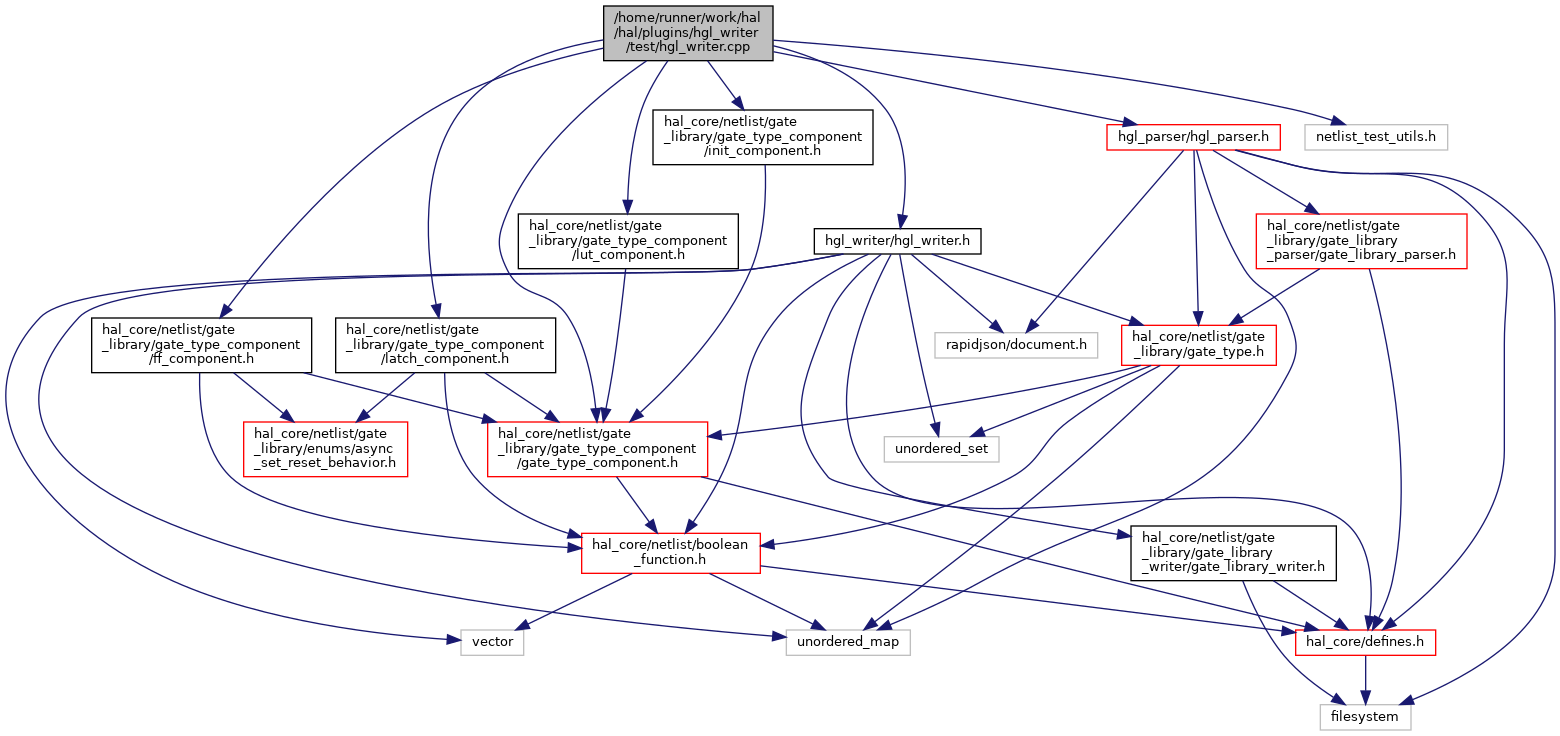 /home/runner/work/hal
/hal/plugins/hgl_writer
/test/hgl_writer.cpp
hal_core/netlist/gate
_library/gate_type_component
/init_component.h
hgl_parser/hgl_parser.h
netlist_test_utils.h
hal_core/netlist/gate
_library/gate_type_component
/lut_component.h
hgl_writer/hgl_writer.h
hal_core/netlist/gate
_library/gate_library
_parser/gate_library_parser.h
hal_core/netlist/gate
_library/gate_type_component
/ff_component.h
hal_core/netlist/gate
_library/gate_type_component
/latch_component.h
rapidjson/document.h
hal_core/netlist/gate
_library/gate_type.h
hal_core/netlist/gate
_library/enums/async
_set_reset_behavior.h
hal_core/netlist/gate
_library/gate_type_component
/gate_type_component.h
unordered_set
hal_core/netlist/boolean
_function.h
hal_core/netlist/gate
_library/gate_library
_writer/gate_library_writer.h
vector
unordered_map
hal_core/defines.h
filesystem